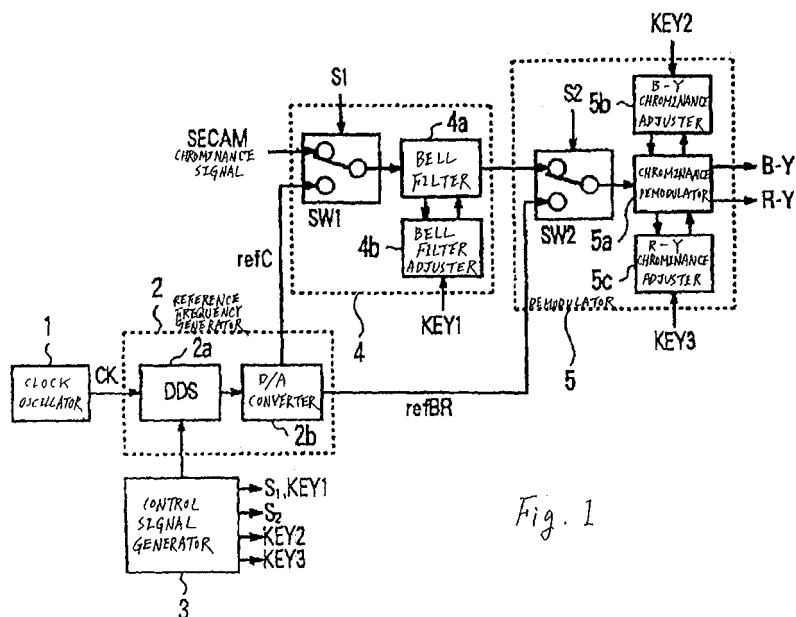 KEY2
S1
S2
5b
B-Y
CHROMINANCE
ADJUSTER
4a
SECAM
CHROMINANCE
SIGNAL
BELL
FILTER
CHROMINANCE
DEMODULATOR
B-Y
R-Y
SW1
SW2
5a
4b
BELL
FILTER
ADJUSTER
R-Y
CHROMINANCE
ADJUSTER
5c
refC
KEY1
DEMODULATOR
KEY3
4
5
2
REFERENCE
FREQUENCY
GENERATOR
1
2a
CLOCK
OSCILLATOR
CK
DDS
D/A
CONVERTER
2b
refBR
CONTROL
SIGNAL
GENERATOR
S1,KEY1
S2
KEY2
KEY3
3
Fig. 1